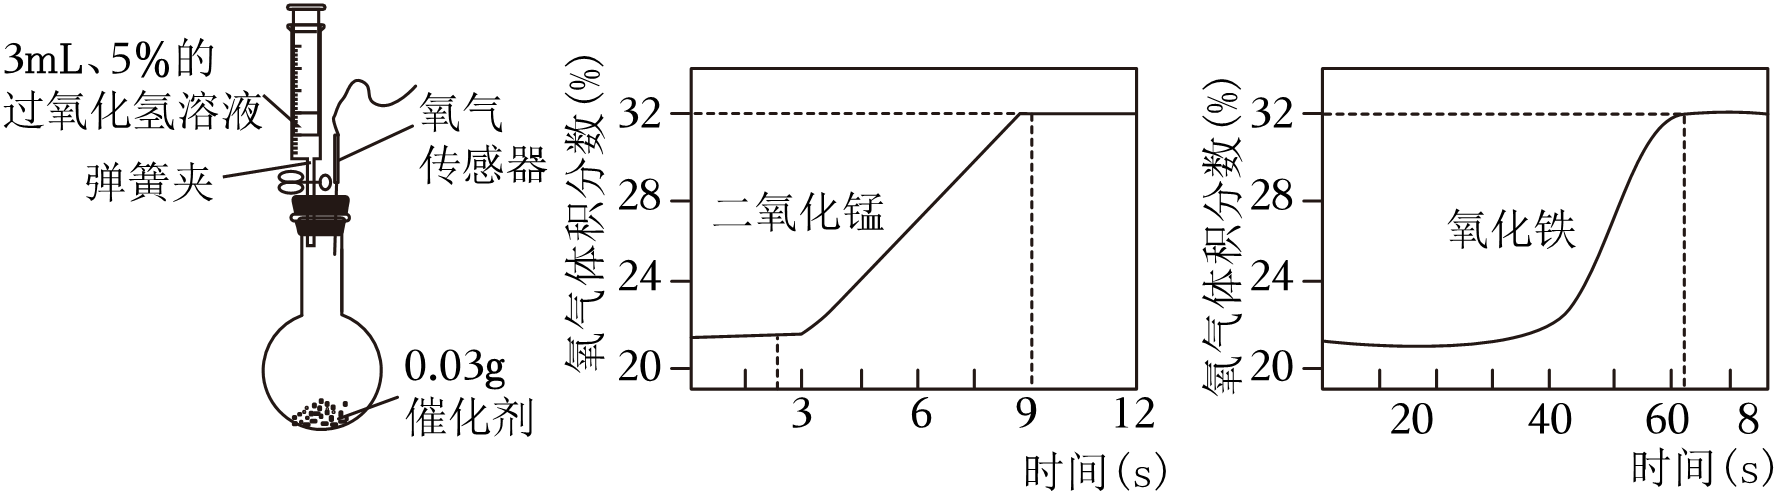 3mL、5%的
过氧化氢溶液
弹簧夹
氧气
传感器
0.03g
催化剂
氧气体积分数(%)
32
28
24
20
二氧化锰
3
6
9
12
时间(s)
氧气体积分数(%)
32
28
24
20
氧化铁
20
40
60
8
时间(s)